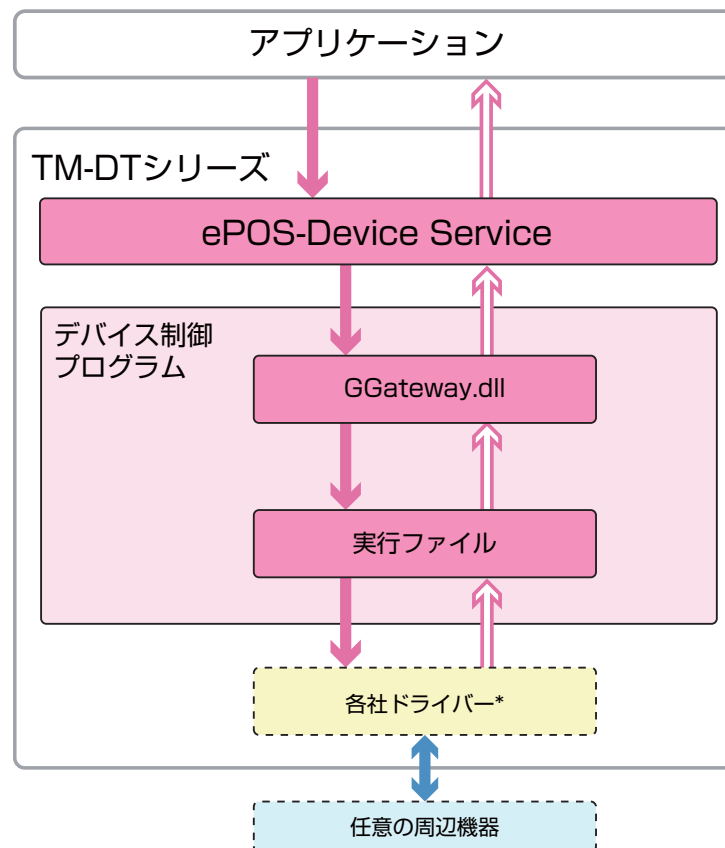 アプリケーション
TM-DTシリーズ
ePOS-Device Service
デバイス制御
プログラム
GGateway.dll
実行ファイル
各社ドライバー*
任意の周辺機器